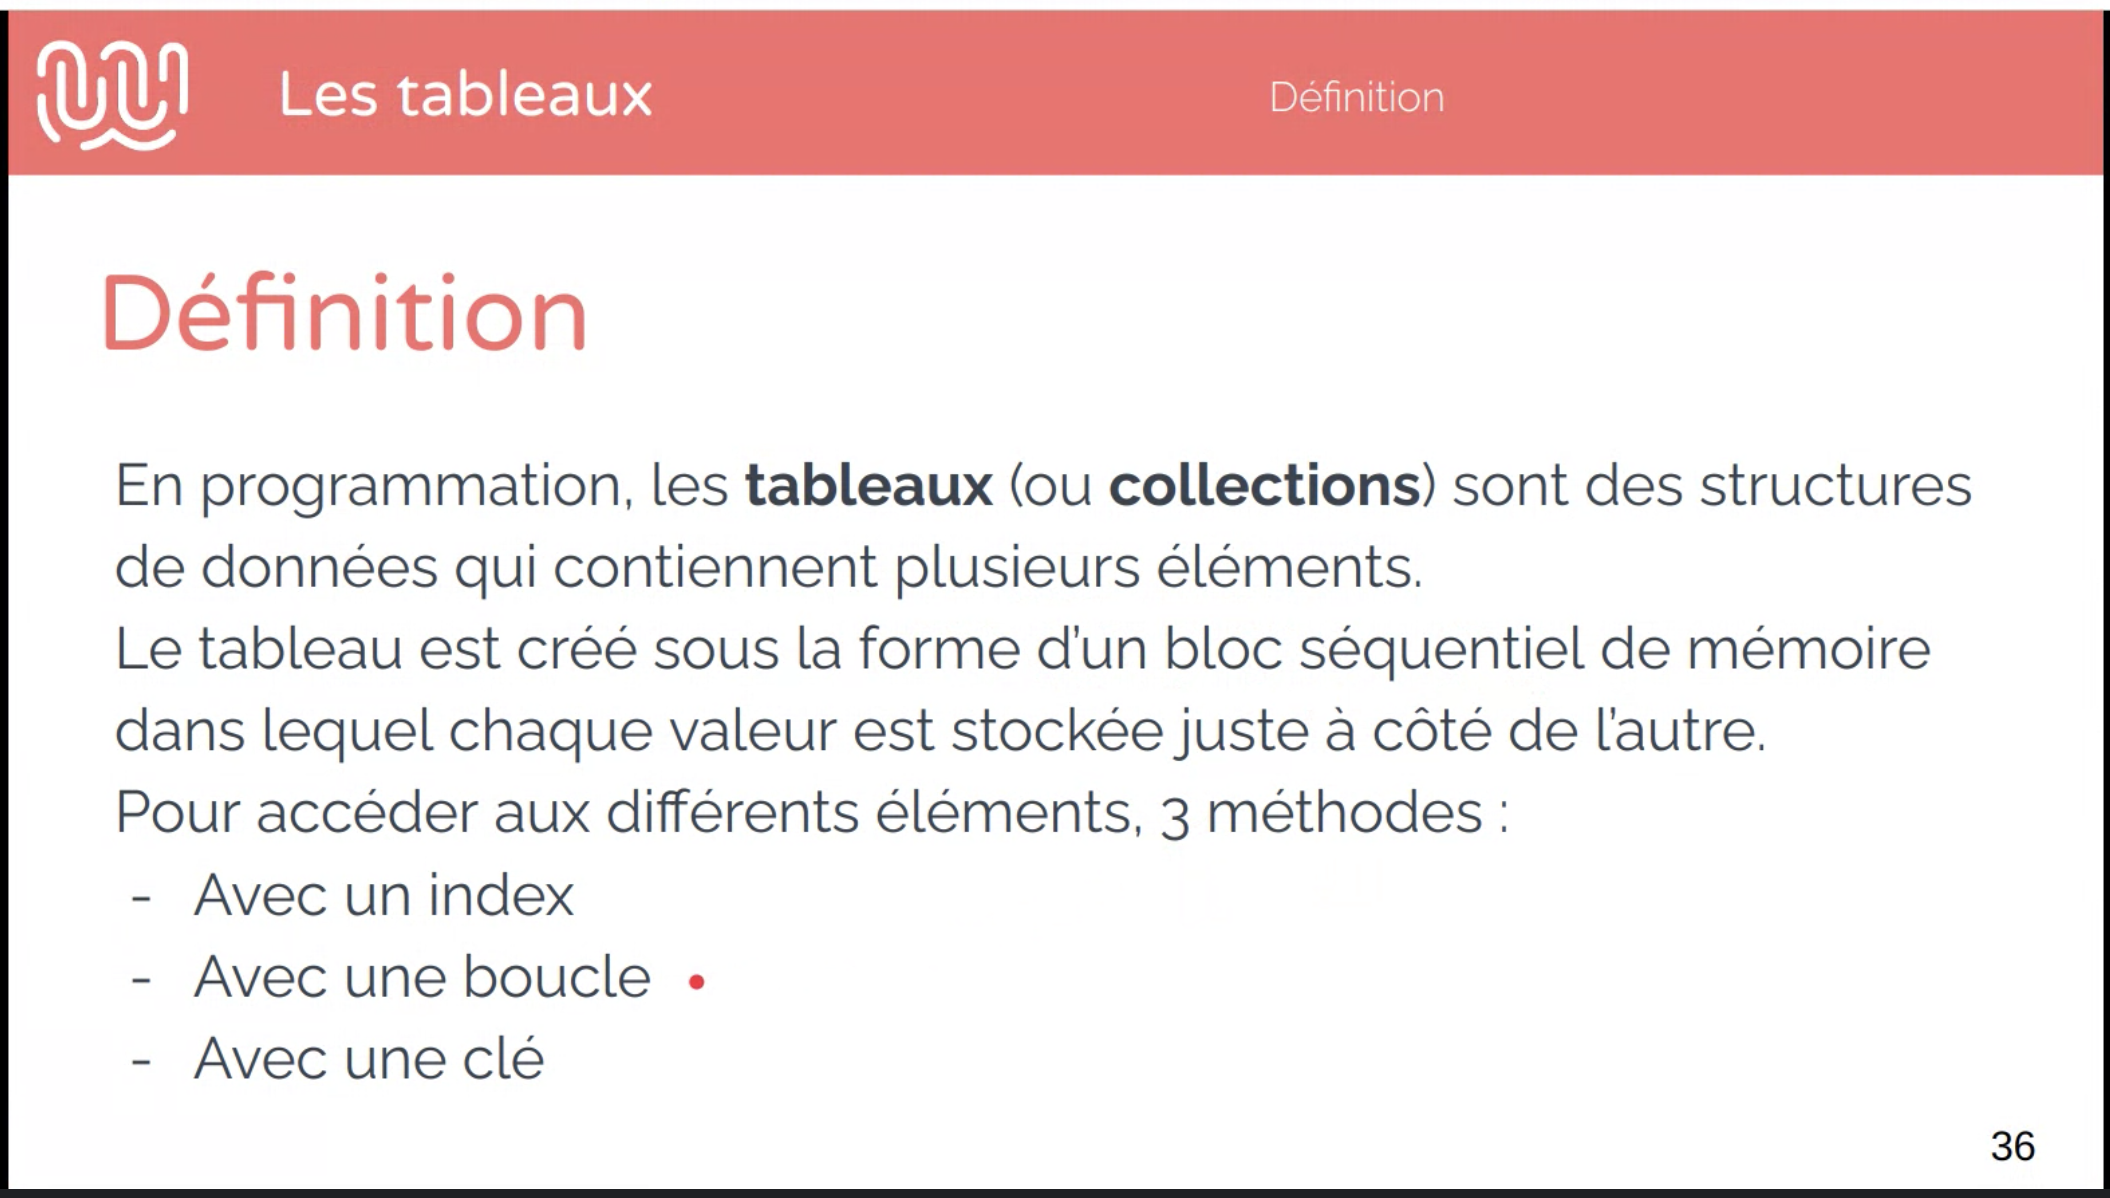 Les tableaux
Définition
Définition
En programmation, les tableaux (ou collections) sont des structures
de données qui contiennent plusieurs éléments.
Le tableau est créé sous la forme d'un bloc séquentiel de mémoire
dans lequel chaque valeur est stockée juste à côté de l'autre.
Pour accéder aux différents éléments, 3 méthodes :
- Avec un index
- Avec une boucle
- Avec une clé
36